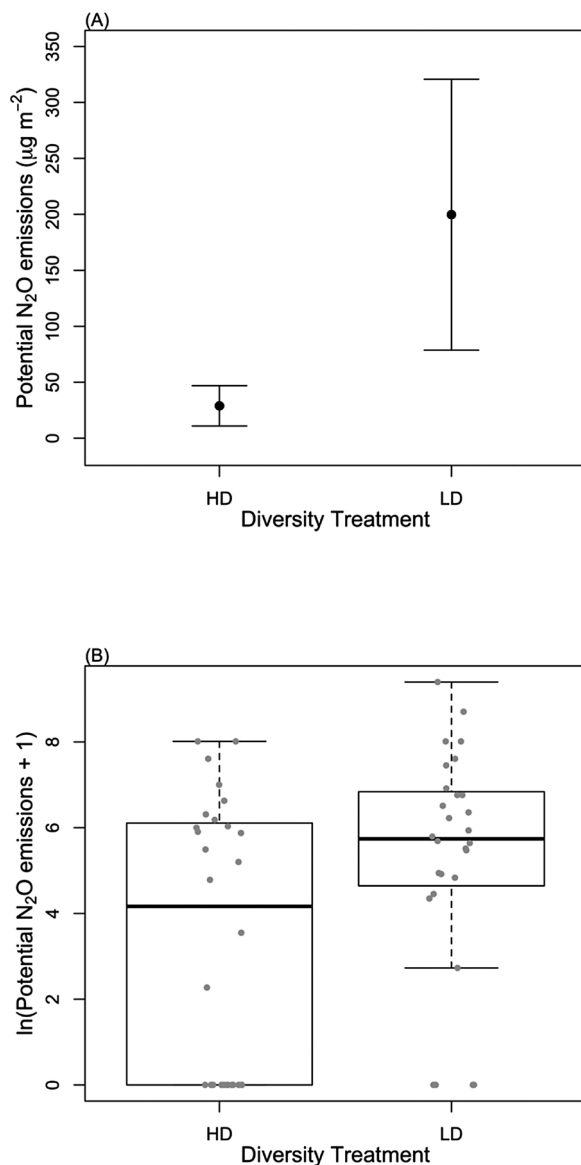 (A)
Potential N₂O emissions (μg m⁻²)
350
300
250
200
150
100
50
0
HD LD
Diversity Treatment
(B)
ln(Potential N₂O emissions + 1)
8
6
4
2
0
HD LD
Diversity Treatment